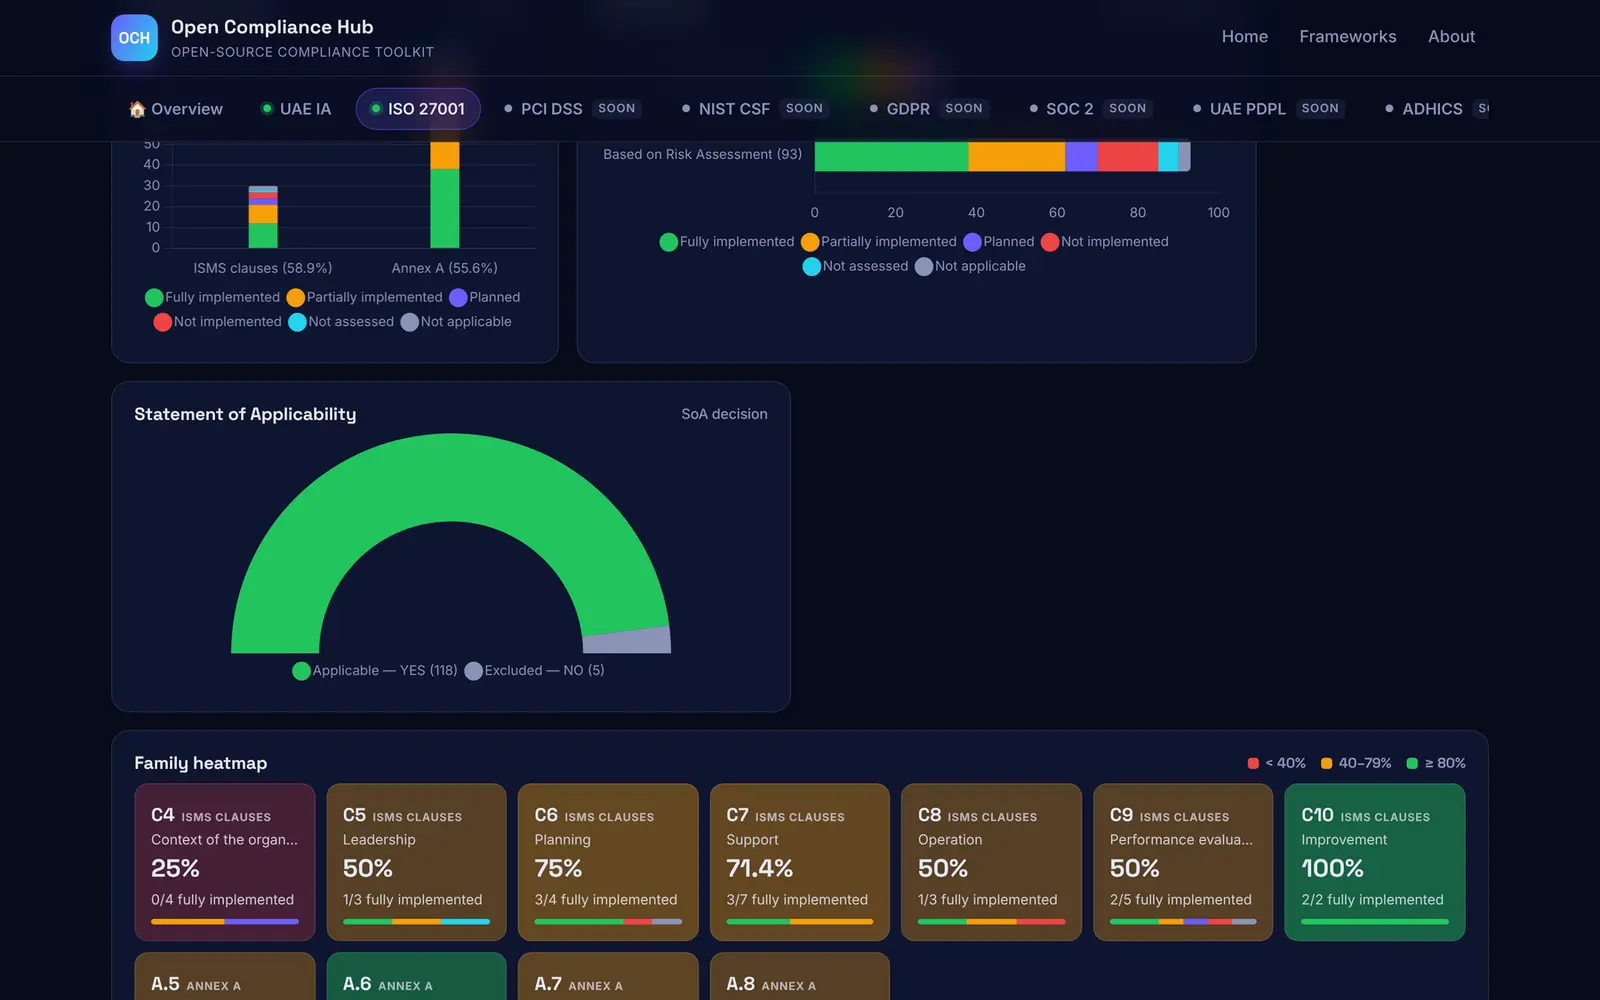 OCH
Open Compliance Hub
OPEN-SOURCE COMPLIANCE TOOLKIT
Home Frameworks About
Overview UAE IA ISO 27001 PCI DSS SOON NIST CSF SOON GDPR SOON SOC 2 SOON UAE PDPL SOON ADHICS
50
40
30
20
10
0
ISMS clauses (58.9%) Annex A (55.6%)
Fully implemented Partially implemented Planned
Not implemented Not assessed Not applicable
Based on Risk Assessment (93)
0 20 40 60 80 100
Fully implemented Partially implemented Planned Not implemented
Not assessed Not applicable
Statement of Applicability SoA decision
Applicable — YES (118) Excluded — NO (5)
Family heatmap < 40% 40–79% ≥ 80%
C4 ISMS CLAUSES
Context of the organ...
25%
0/4 fully implemented
C5 ISMS CLAUSES
Leadership
50%
1/3 fully implemented
C6 ISMS CLAUSES
Planning
75%
3/4 fully implemented
C7 ISMS CLAUSES
Support
71.4%
3/7 fully implemented
C8 ISMS CLAUSES
Operation
50%
1/3 fully implemented
C9 ISMS CLAUSES
Performance evalua...
50%
2/5 fully implemented
C10 ISMS CLAUSES
Improvement
100%
2/2 fully implemented
A.5 ANNEX A
A.6 ANNEX A
A.7 ANNEX A
A.8 ANNEX A